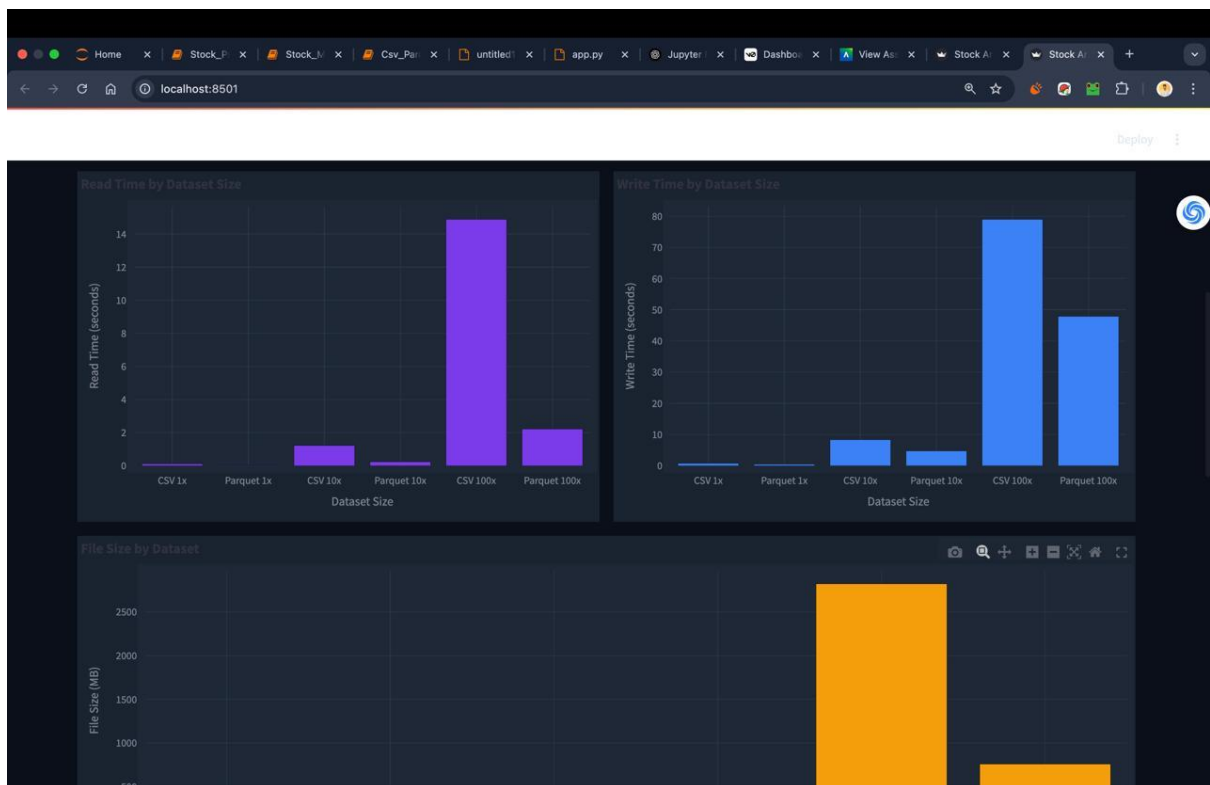 Home
Stock_P
Stock_M
Csv_Par
untitled1
app.py
Jupyter
Dashboa
View Ass
Stock A
Stock Ar
localhost:8501
Deploy
Read Time by Dataset Size
14
12
10
8
6
4
2
0
Read Time (seconds)
CSV 1x Parquet 1x CSV 10x Parquet 10x CSV 100x Parquet 100x
Dataset Size
Write Time by Dataset Size
80
70
60
50
40
30
20
10
0
Write Time (seconds)
CSV 1x Parquet 1x CSV 10x Parquet 10x CSV 100x Parquet 100x
Dataset Size
File Size by Dataset
2500
2000
1500
1000
File Size (MB)